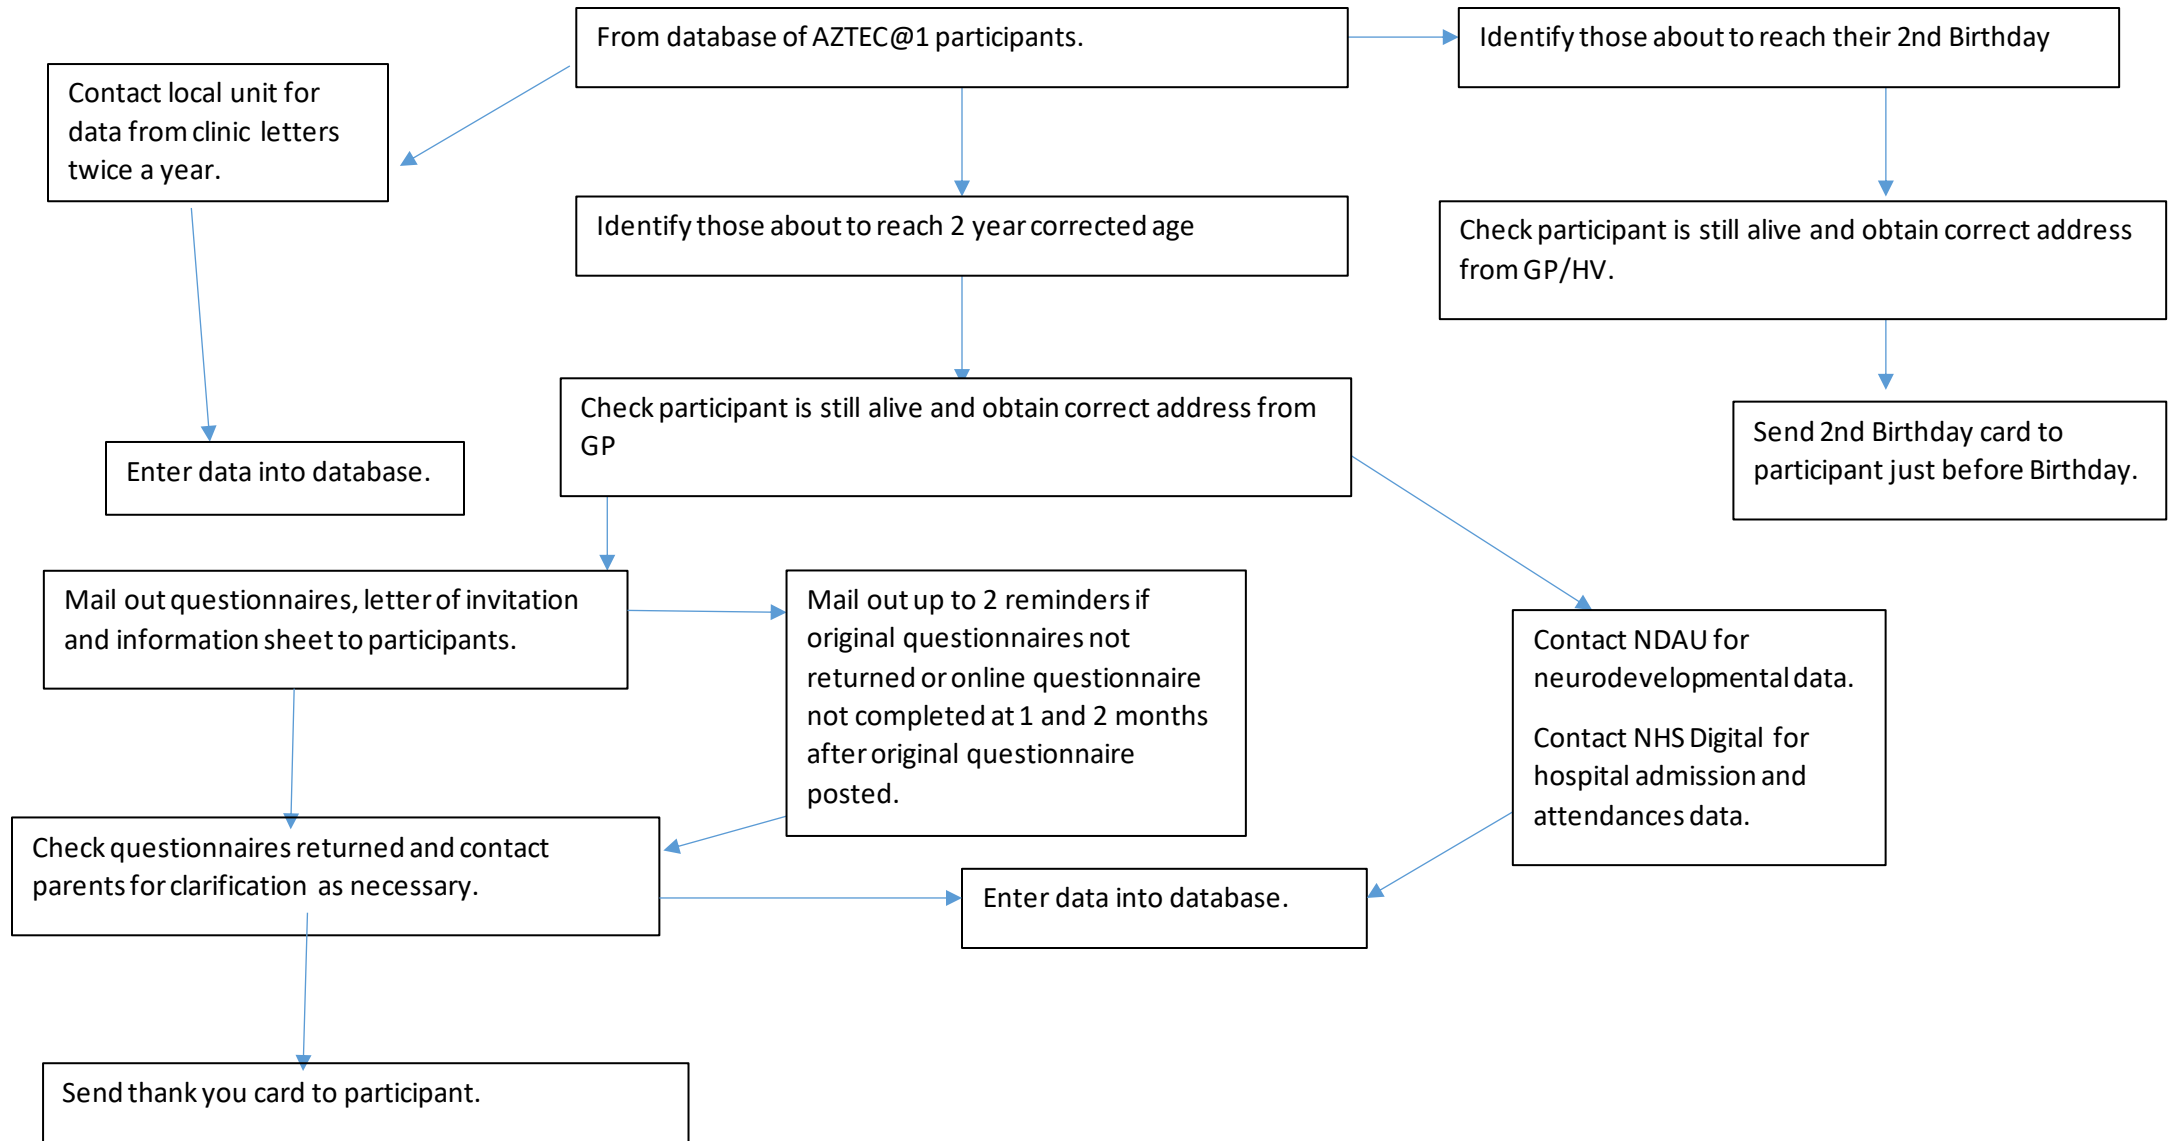 From database of AZTEC@1 participants.
Identify those about to reach their 2nd Birthday
Contact local unit for
data from clinic letters
twice a year.
Identify those about to reach 2 year corrected age
Check participant is still alive and obtain correct address
from GP/HV.
Check participant is still alive and obtain correct address from
GP
Send 2nd Birthday card to
participant just before Birthday.
Enter data into database.
Mail out questionnaires, letter of invitation
and information sheet to participants.
Mail out up to 2 reminders if
original questionnaires not
returned or online questionnaire
not completed at 1 and 2 months
after original questionnaire
posted.
Contact NDAU for
neurodevelopmental data.
Contact NHS Digital for
hospital admission and
attendances data.
Check questionnaires returned and contact
parents for clarification as necessary.
Enter data into database.
Send thank you card to participant.